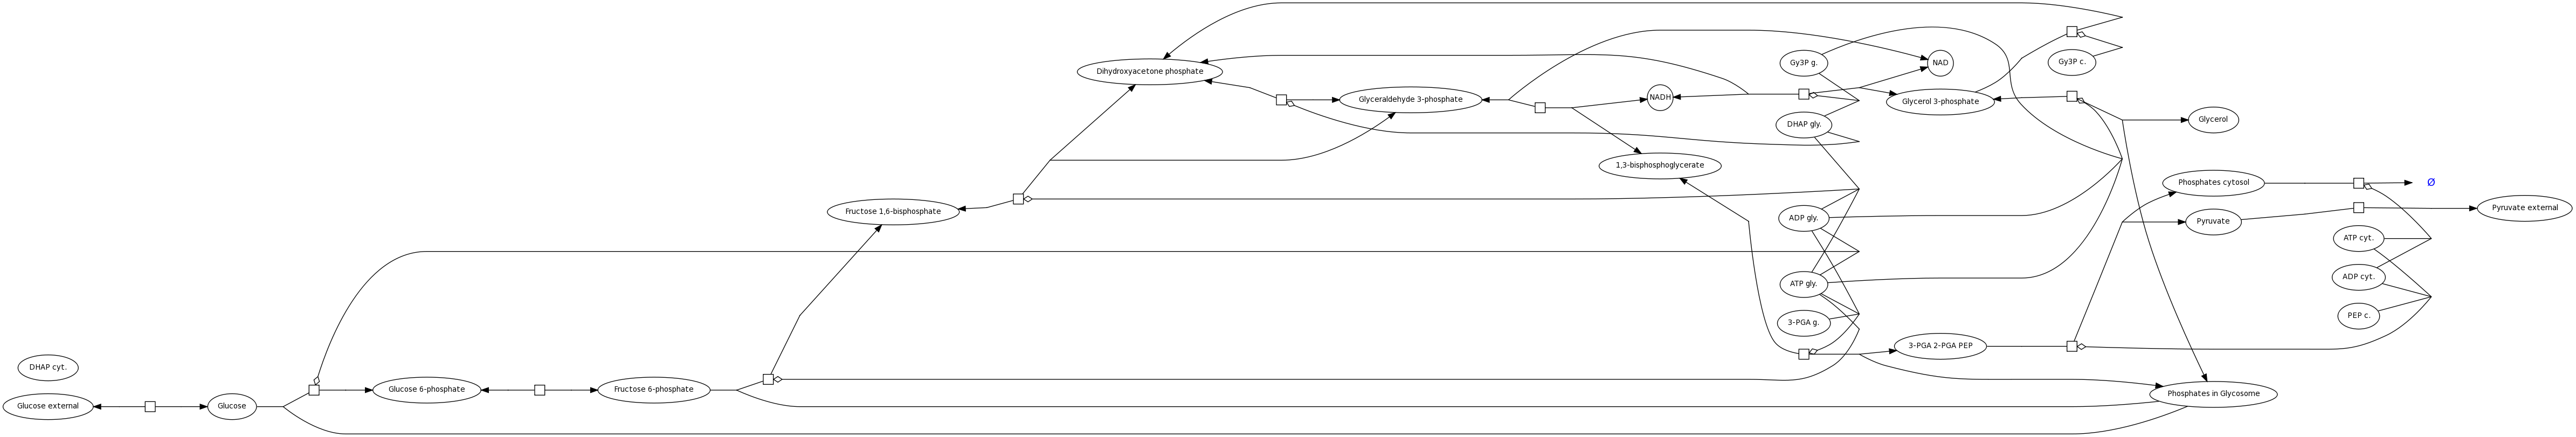 DHAP cyt.
Glucose external
Glucose
Glucose 6-phosphate
Fructose 6-phosphate
Fructose 1,6-bisphosphate
Dihydroxyacetone phosphate
Glyceraldehyde 3-phosphate
NADH
1,3-bisphosphoglycerate
Gy3P g.
DHAP gly.
ADP gly.
ATP gly.
3-PGA g.
NAD
Glycerol 3-phosphate
3-PGA 2-PGA PEP
Gy3P c.
Glycerol
Phosphates cytosol
Pyruvate
Phosphates in Glycosome
ATP cyt.
ADP cyt.
PEP c.
Ø
Pyruvate external